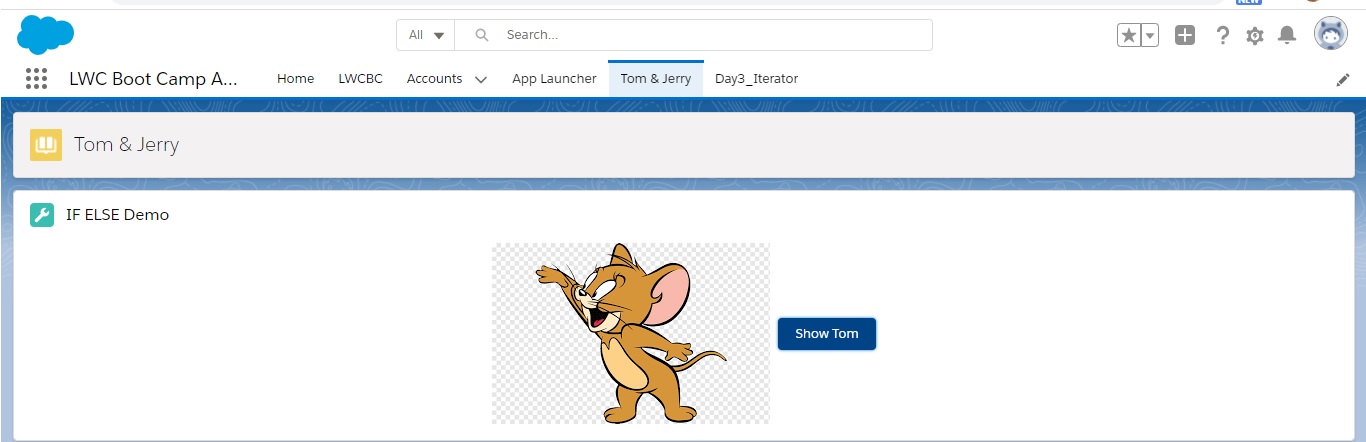 NEW
All
Search...
LWC Boot Camp A... Home LWCBC Accounts App Launcher Tom & Jerry Day3_Iterator
Tom & Jerry
IF ELSE Demo
Show Tom